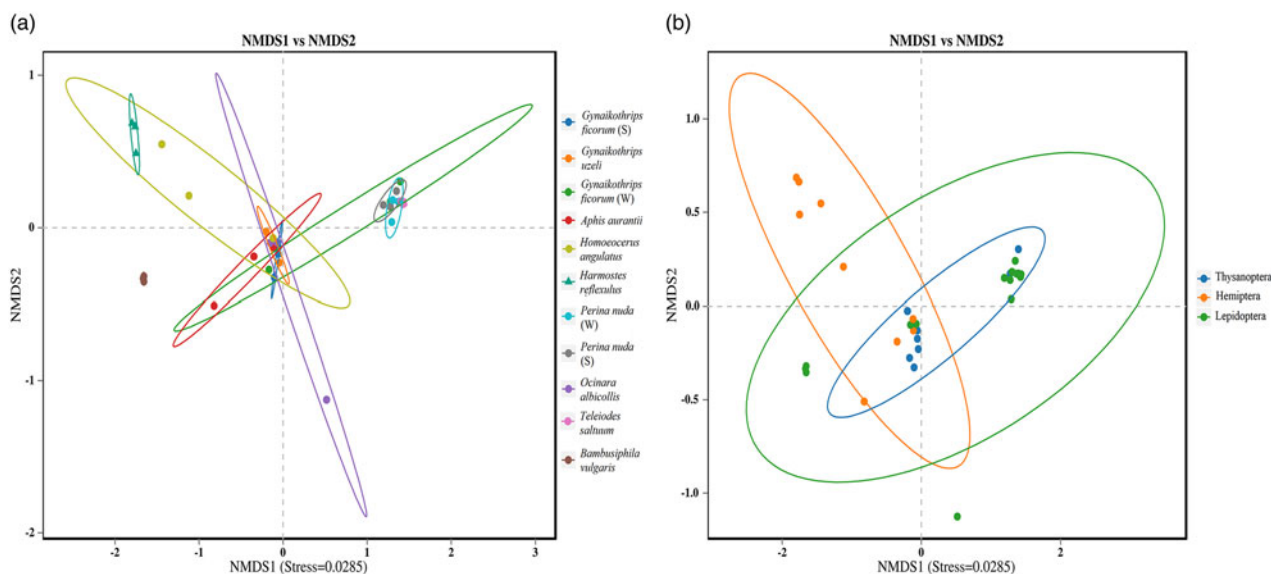 (a)
NMDS1 vs NMDS2
1
0
-1
-2
NMDS2
-2
-1
0
1
2
3
NMDS1 (Stress=0.0285)
Gynaikothrips
ficorum (S)
Gynaikothrips
uzeli
Gynaikothrips
ficorum (W)
Aphis aurantii
Homoeocerus
angulatus
Harmostes
reflexulus
Perina nuda
(W)
Perina nuda
(S)
Ocinara
albicollis
Teleiodes
saltuum
Bambusiphila
vulgaris
(b)
NMDS1 vs NMDS2
1.0
0.5
0.0
-0.5
-1.0
NMDS2
-2
0
2
NMDS1 (Stress=0.0285)
Thysanoptera
Hemiptera
Lepidoptera